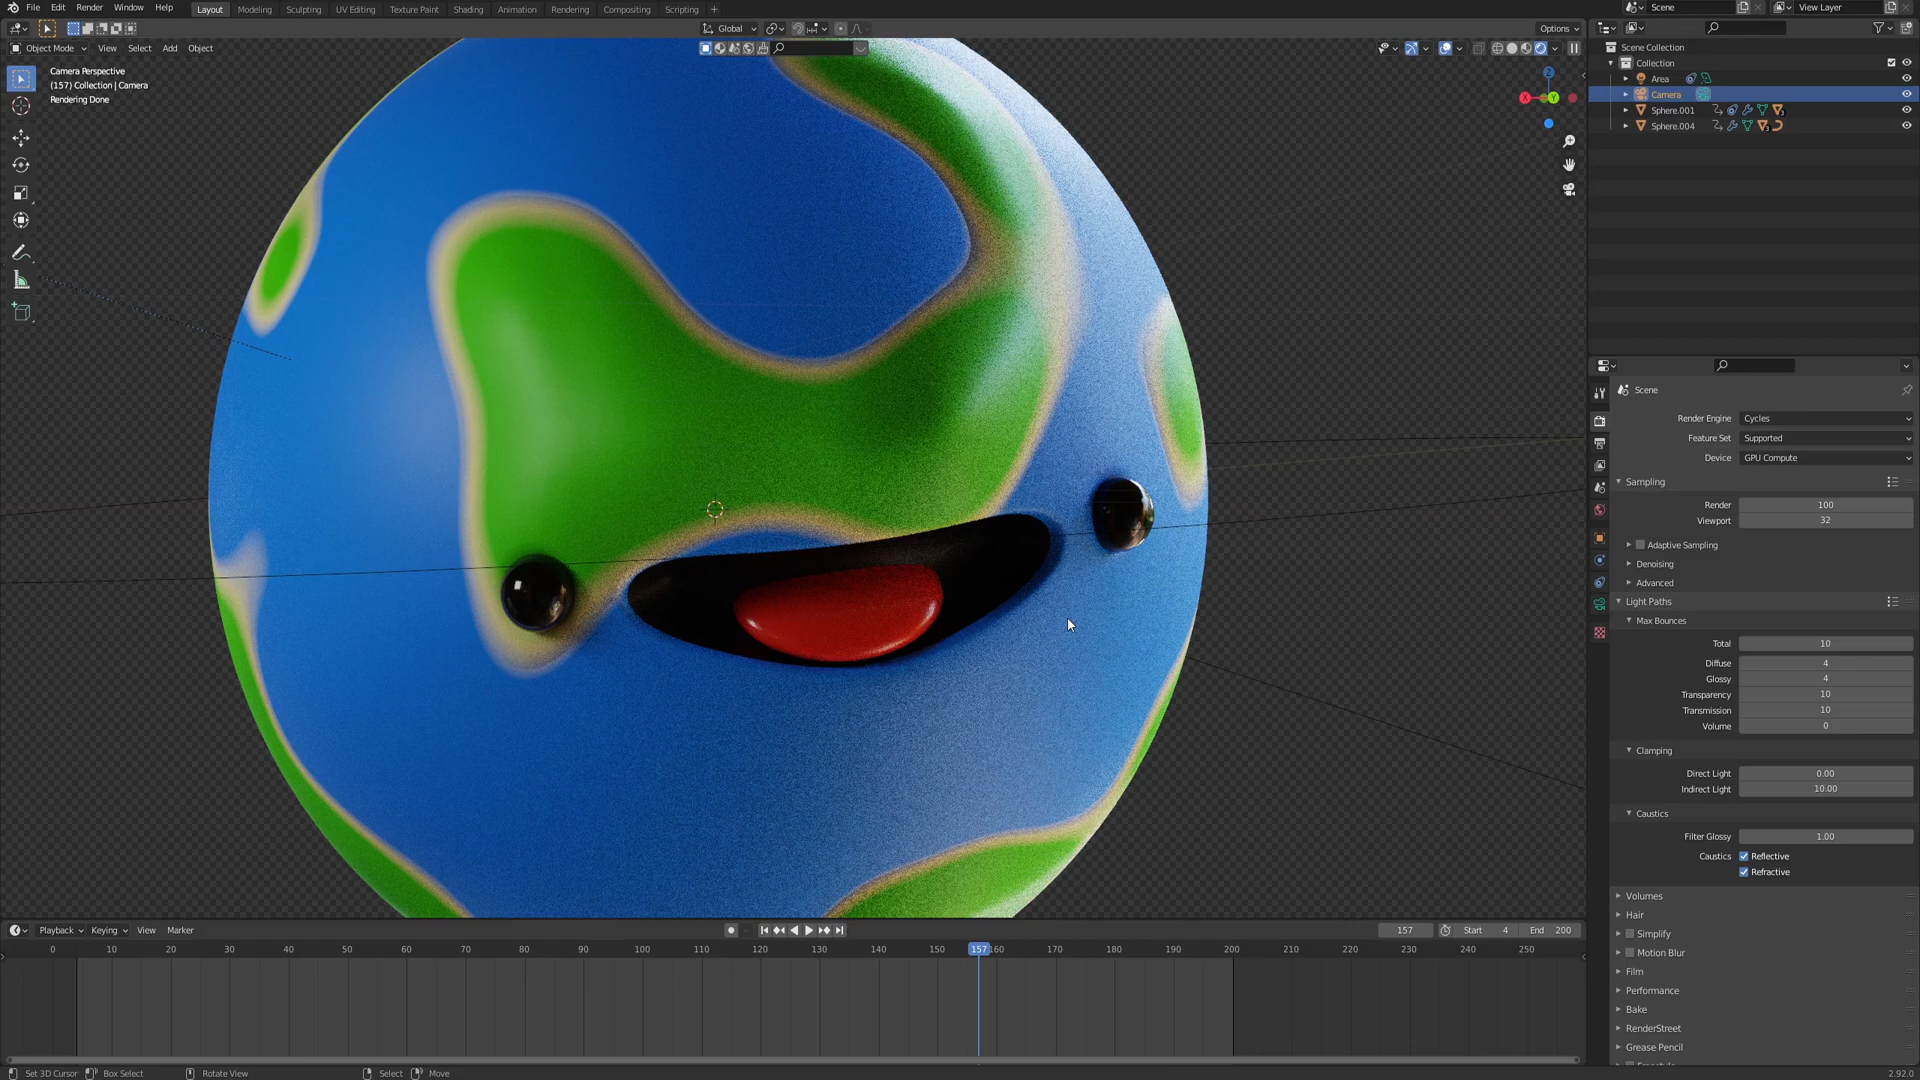 File Edit Render Window Help Layout Modeling Sculpting UV Editing Texture Paint Shading Animation Rendering Compositing Scripting + Scene View Layer
Global Options
Object Mode View Select Add Object
Scene Collection
Collection
Camera Perspective
(157) Collection | Camera
Rendering Done
Area
Camera
Sphere.001
Sphere.004
Z
X Y
Scene
Render Engine Cycles
Feature Set Supported
Device GPU Compute
Sampling
Render 100
Viewport 32
Adaptive Sampling
Denoising
Advanced
Light Paths
Max Bounces
Total 10
Diffuse 4
Glossy 4
Transparency 10
Transmission 10
Volume 0
Clamping
Direct Light 0.00
Indirect Light 10.00
Caustics
Filter Glossy 1.00
Caustics Reflective
Refractive
Volumes
Hair
Simplify
Motion Blur
Film
Performance
Bake
RenderStreet
Grease Pencil
Playback Keying View Marker 157 Start 4 End 200
0 10 20 30 40 50 60 70 80 90 100 110 120 130 140 150 157 160 170 180 190 200 210 220 230 240 250
Set 3D Cursor Box Select Rotate View Select Move 2.92.0